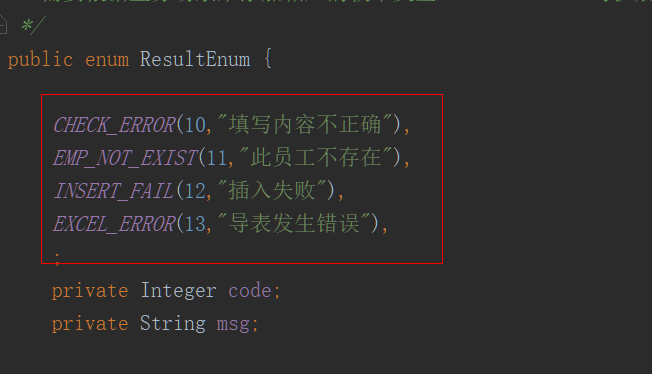 */
public enum ResultEnum {
CHECK_ERROR(10,"填写内容不正确"),
EMP_NOT_EXIST(11,"此员工不存在"),
INSERT_FAIL(12,"插入失败"),
EXCEL_ERROR(13,"导表发生错误"),
;
private Integer code;
private String msg;